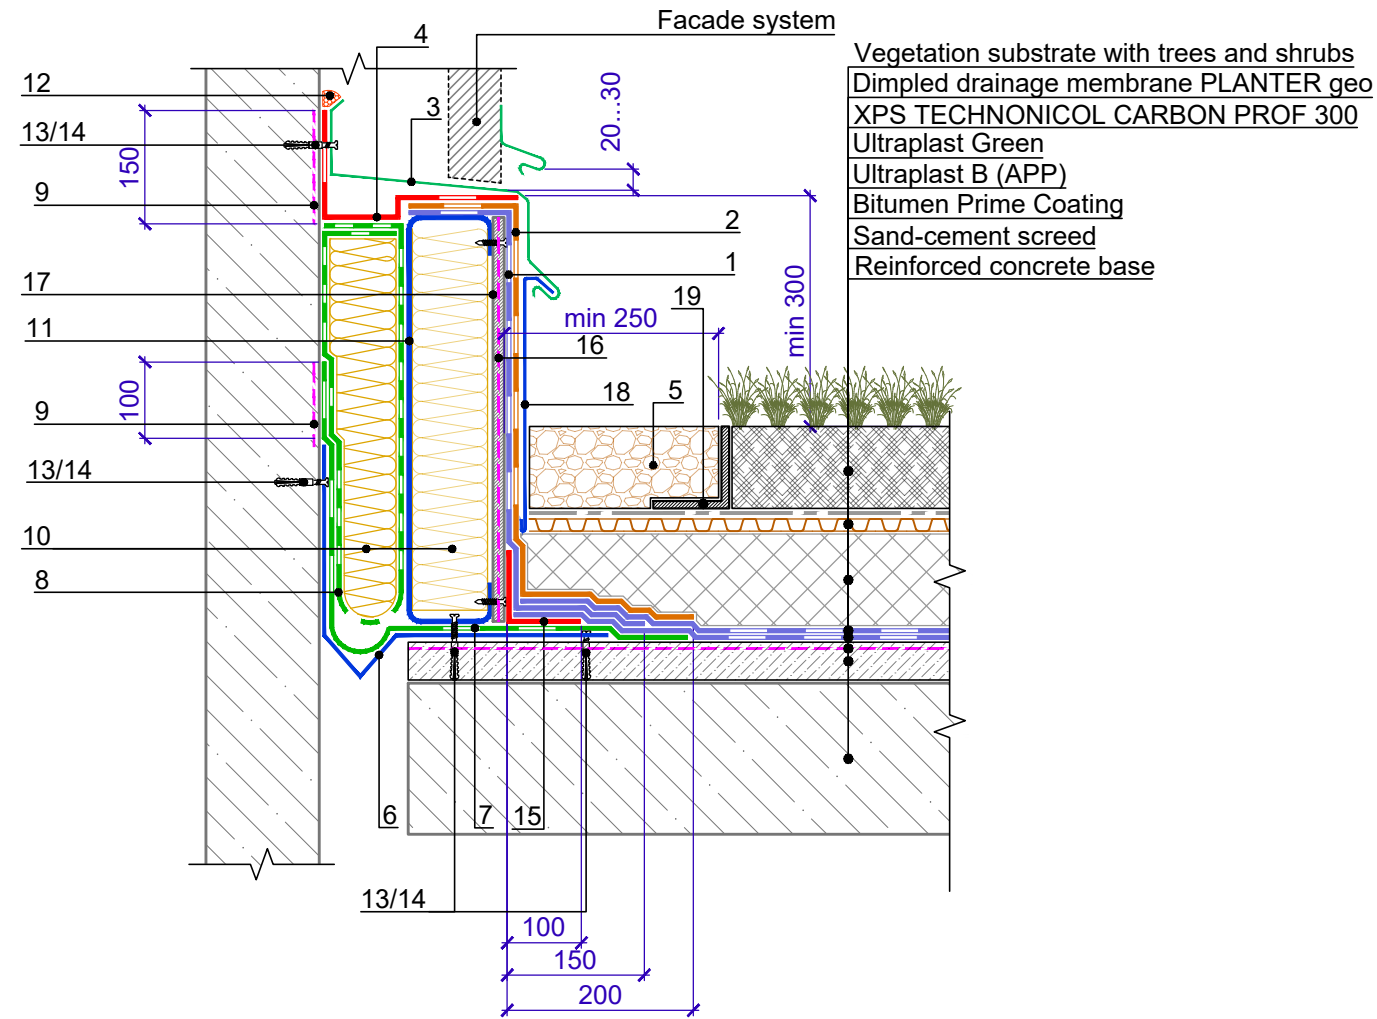 Facade system
Vegetation substrate with trees and shrubs
Dimpled drainage membrane PLANTER geo
XPS TECHNONICOL CARBON PROF 300
Ultraplast Green
Ultraplast B (APP)
Bitumen Prime Coating
Sand-cement screed
Reinforced concrete base
4
12
3
20...30
13/14
150
9
2
1
17
19
min 300
min 250
11
16
100
18
5
9
13/14
10
8
6
7
15
13/14
100
150
200